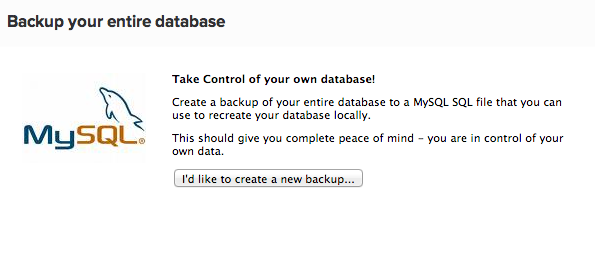 Backup your entire database
Take Control of your own database!
MySQL®
Create a backup of your entire database to a MySQL SQL file that you can
use to recreate your database locally.
This should give you complete peace of mind – you are in control of your
own data.
I'd like to create a new backup...